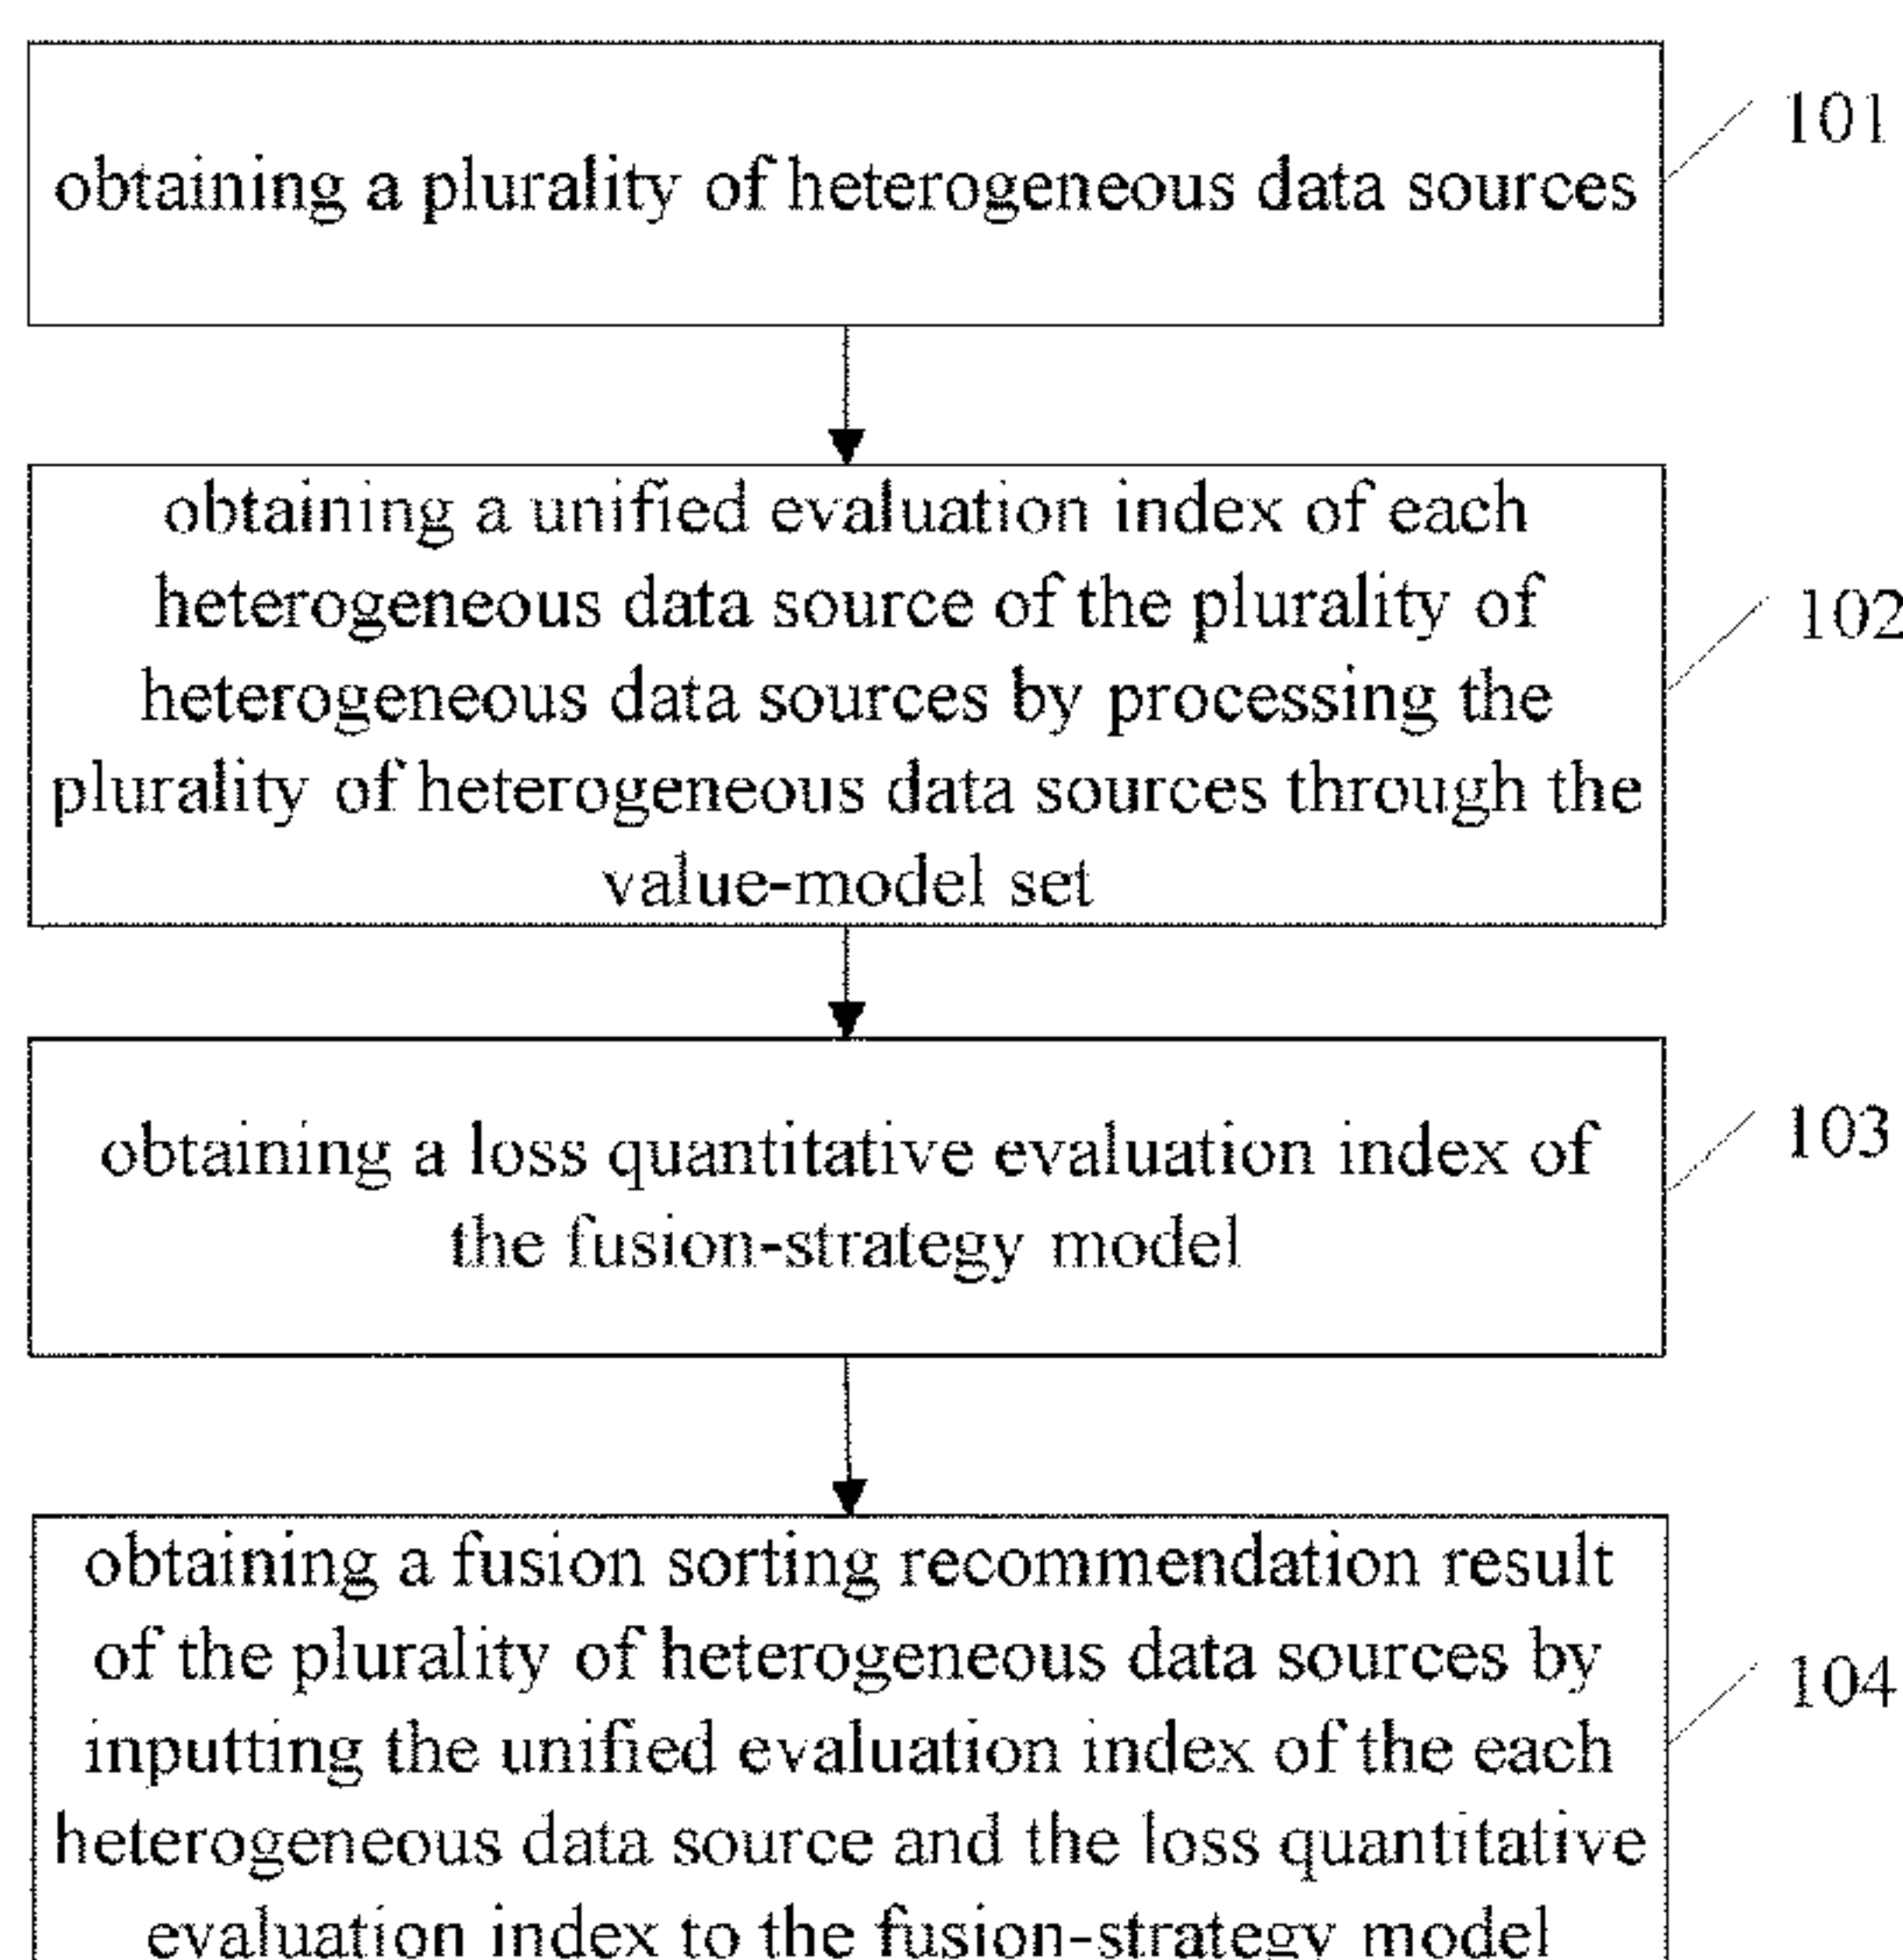 obtaining a plurality of heterogeneous data sources
101
obtaining a unified evaluation index of each
heterogeneous data source of the plurality of
heterogeneous data sources by processing the
plurality of heterogeneous data sources through the
value-model set
102
obtaining a loss quantitative evaluation index of
the fusion-strategy model
103
obtaining a fusion sorting recommendation result
of the plurality of heterogeneous data sources by
inputting the unified evaluation index of the each
heterogeneous data source and the loss quantitative
evaluation index to the fusion-strategy model
104